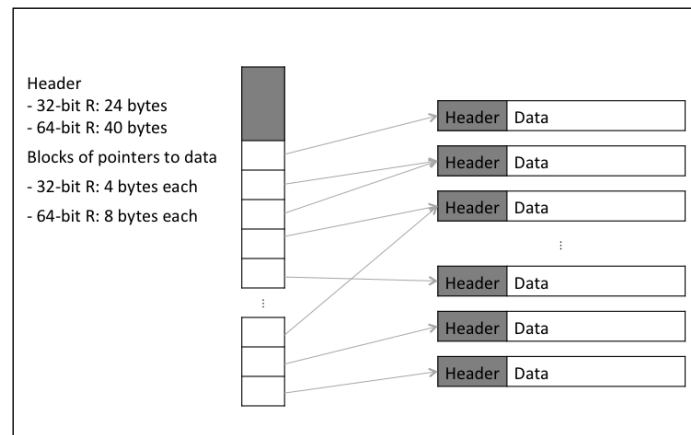 Header
- 32-bit R: 24 bytes
- 64-bit R: 40 bytes
Blocks of pointers to data
- 32-bit R: 4 bytes each
- 64-bit R: 8 bytes each
...
Header Data
Header Data
Header Data
...
Header Data
Header Data
Header Data